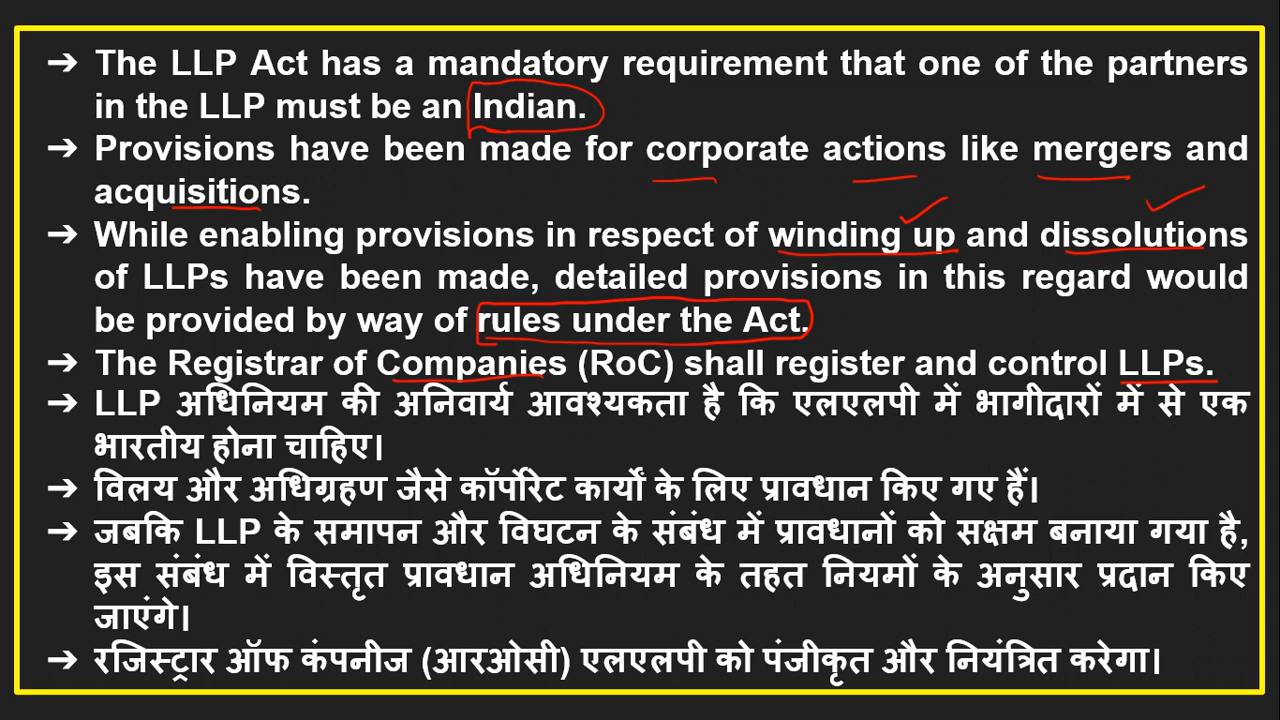 ➔ The LLP Act has a mandatory requirement that one of the partners
in the LLP must be an Indian.
➔ Provisions have been made for corporate actions like mergers and
acquisitions.
➔ While enabling provisions in respect of winding up and dissolutions
of LLPs have been made, detailed provisions in this regard would
be provided by way of rules under the Act.
➔ The Registrar of Companies (RoC) shall register and control LLPs.
➔ LLP अधिनियम की अनिवार्य आवश्यकता है कि एलएलपी में भागीदारों में से एक
भारतीय होना चाहिए।
➔ विलय और अधिग्रहण जैसे कॉर्पोरेट कार्यों के लिए प्रावधान किए गए हैं।
➔ जबकि LLP के समापन और विघटन के संबंध में प्रावधानों को सक्षम बनाया गया है,
इस संबंध में विस्तृत प्रावधान अधिनियम के तहत नियमों के अनुसार प्रदान किए
जाएंगे।
➔ रजिस्ट्रार ऑफ कंपनीज (आरओसी) एलएलपी को पंजीकृत और नियंत्रित करेगा।